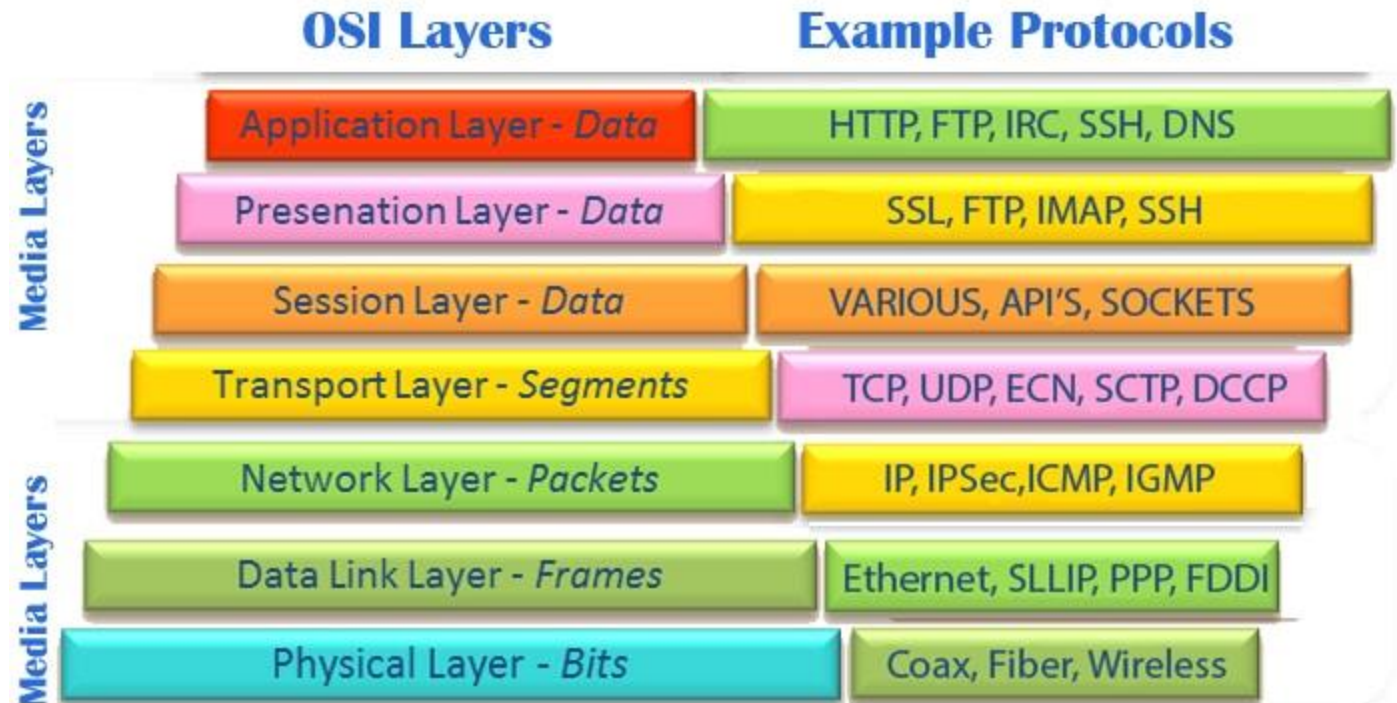 OSI Layers Example Protocols
Media Layers
Application Layer - Data HTTP, FTP, IRC, SSH, DNS
Presenation Layer - Data SSL, FTP, IMAP, SSH
Session Layer - Data VARIOUS, API'S, SOCKETS
Transport Layer - Segments TCP, UDP, ECN, SCTP, DCCP
Media Layers
Network Layer - Packets IP, IPSec,ICMP, IGMP
Data Link Layer - Frames Ethernet, SLLIP, PPP, FDDI
Physical Layer - Bits Coax, Fiber, Wireless